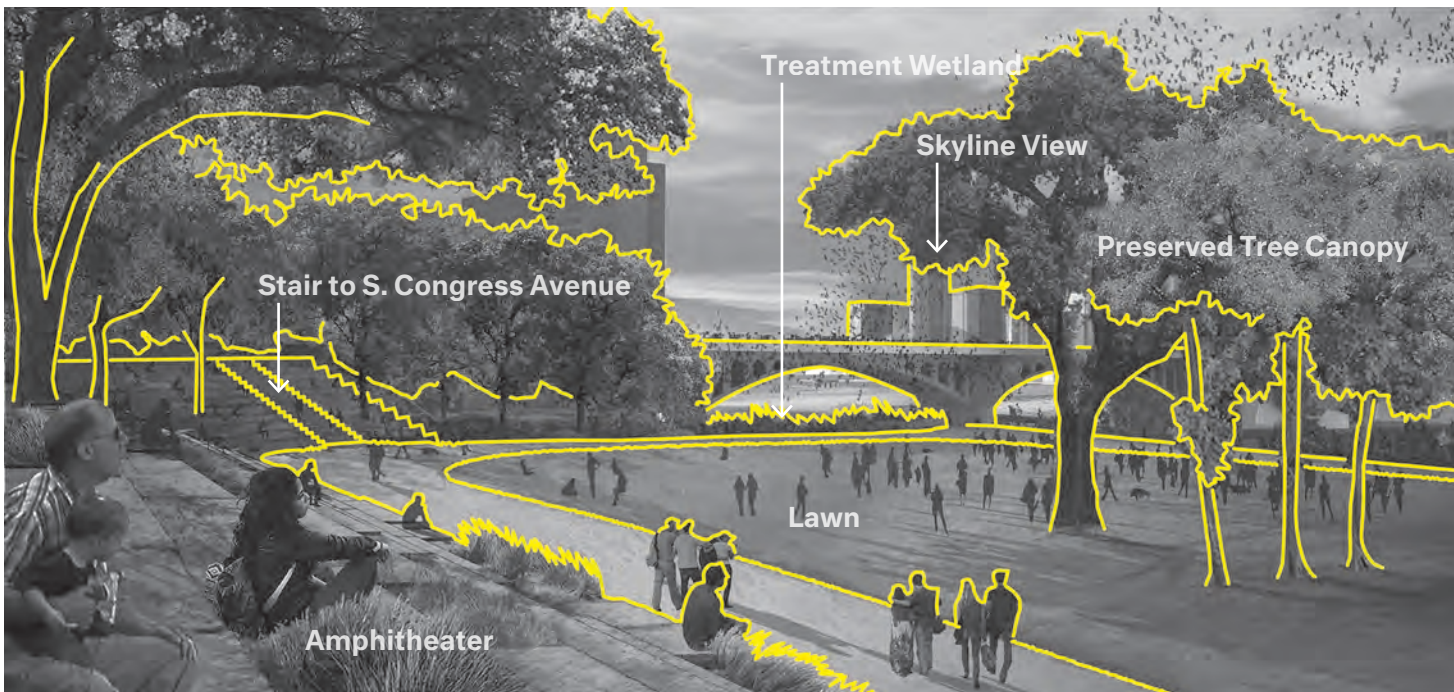 Treatment Wetland
Skyline View
Preserved Tree Canopy
Stair to S. Congress Avenue
Lawn
Amphitheater